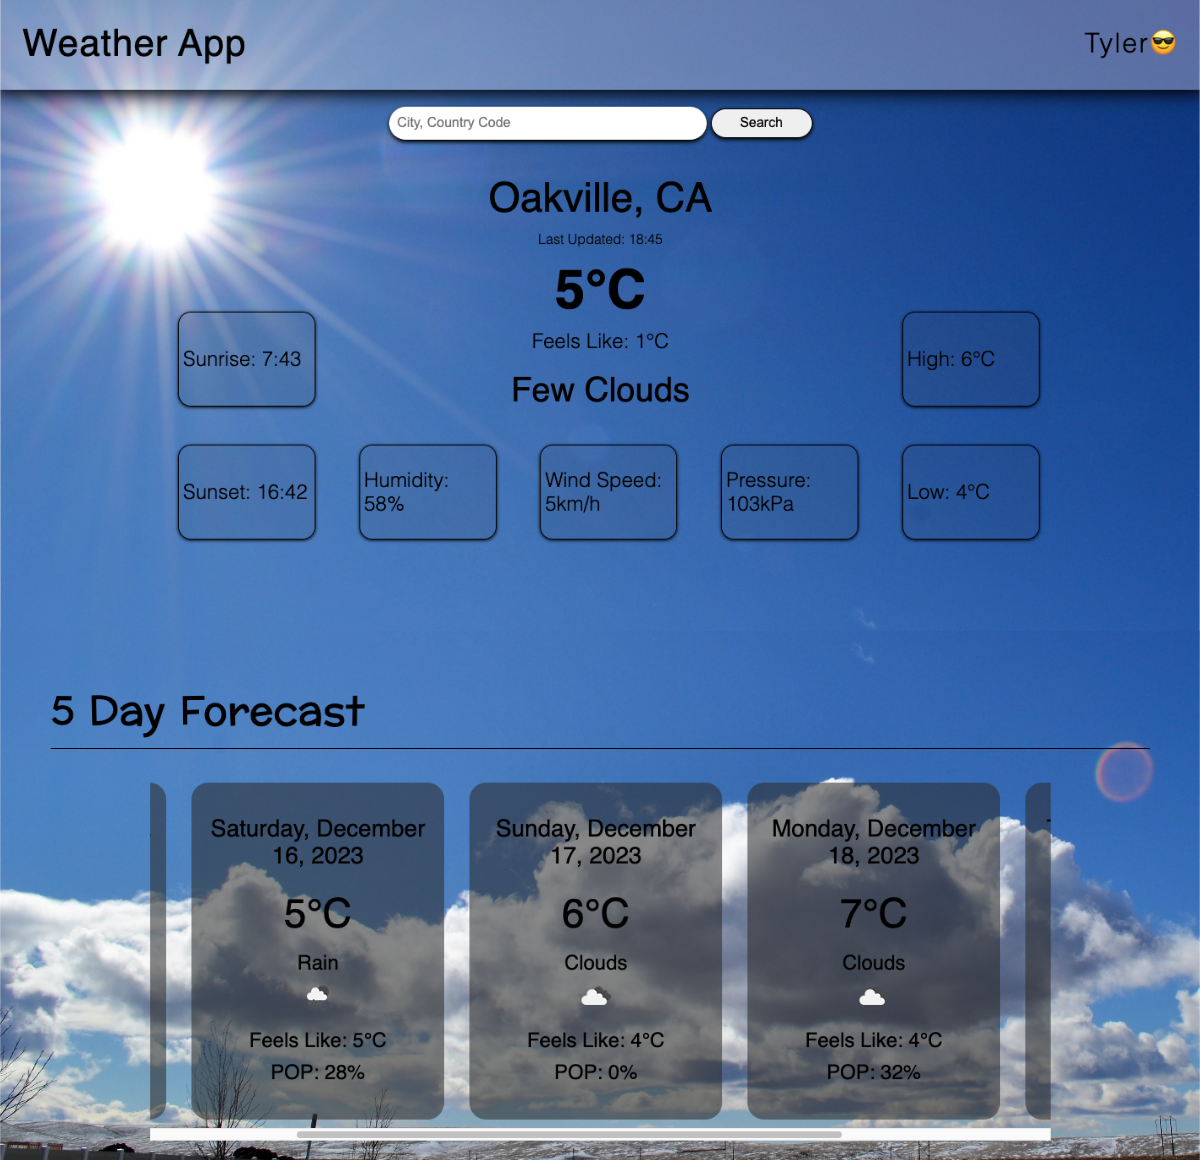 Weather App
Tyler😎
City, Country Code
Search
Oakville, CA
Last Updated: 18:45
5°C
Feels Like: 1°C
Few Clouds
Sunrise: 7:43
High: 6°C
Sunset: 16:42
Humidity:
58%
Wind Speed:
5km/h
Pressure:
103kPa
Low: 4°C
5 Day Forecast
Saturday, December
16, 2023
5°C
Rain
Feels Like: 5°C
POP: 28%
Sunday, December
17, 2023
6°C
Clouds
Feels Like: 4°C
POP: 0%
Monday, December
18, 2023
7°C
Clouds
Feels Like: 4°C
POP: 32%